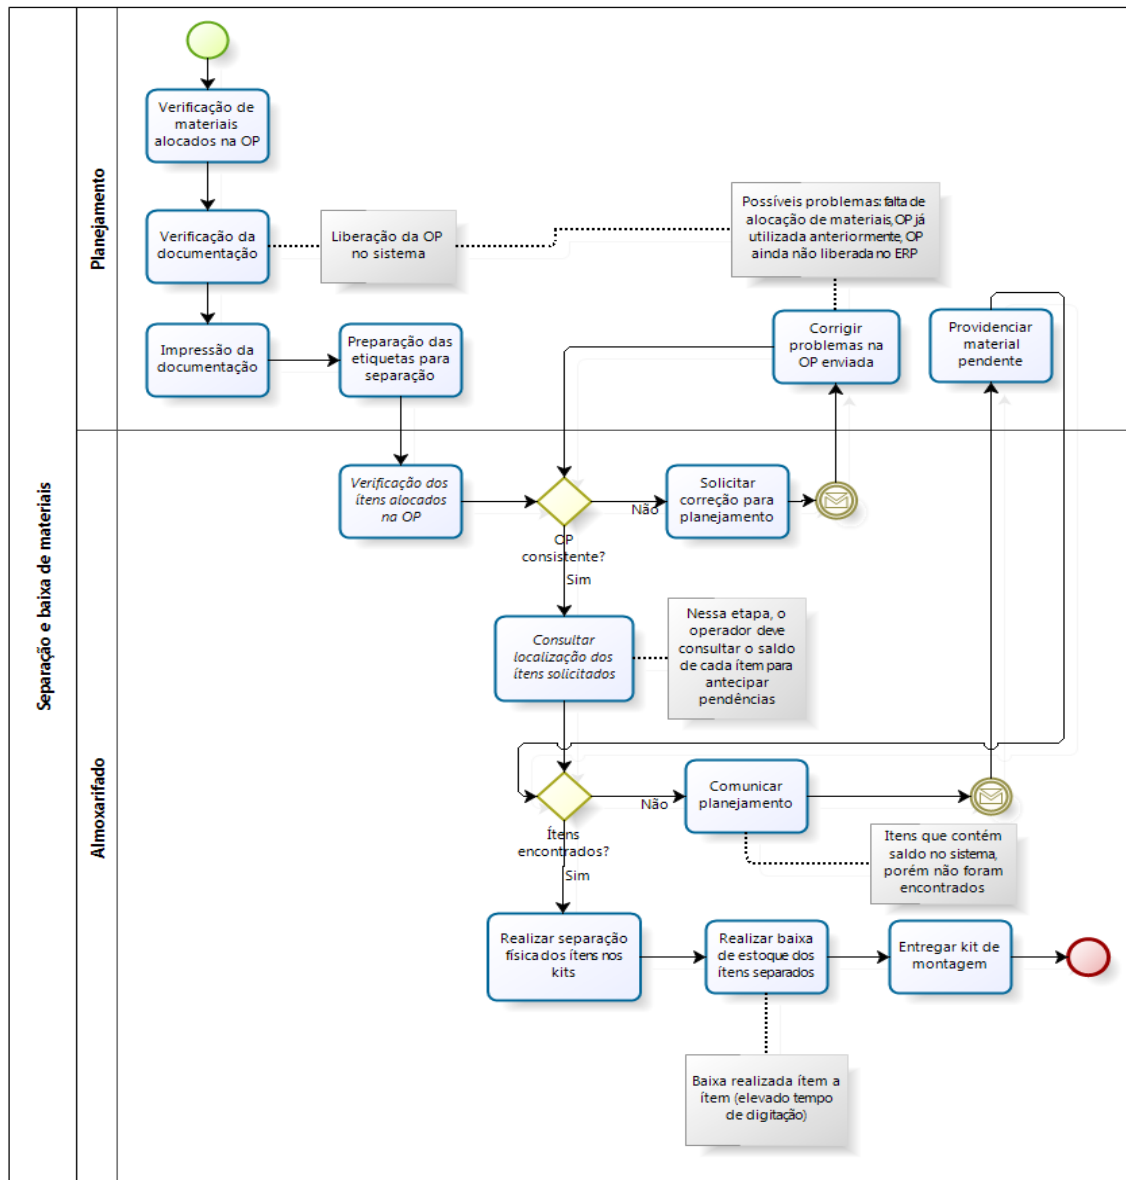 Separação e baixa de materiais
Planejamento
Verificação de
materiais
alocados na OP
Verificação da
documentação
Liberação da OP
no sistema
Possíveis problemas: falta de
alocação de materiais, OP já
utilizada anteriormente, OP
ainda não liberada no ERP
Impressão da
documentação
Preparação das
etiquetas para
separação
Corrigir
problemas na
OP enviada
Providenciar
material
pendente
Almoxarifado
Verificação dos
ítens alocados
na OP
OP
consistente?
Não
Sim
Solicitar
correção para
planejamento
Consultar
localização dos
ítens solicitados
Nessa etapa, o
operador deve
consultar o saldo
de cada ítem para
antecipar
pendências
Ítens
encontrados?
Não
Sim
Comunicar
planejamento
Itens que contém
saldo no sistema,
porém não foram
encontrados
Realizar separação
física dos ítens nos
kits
Realizar baixa
de estoque dos
ítens separados
Entregar kit de
montagem
Baixa realizada ítem a
ítem (elevado tempo
de digitação)